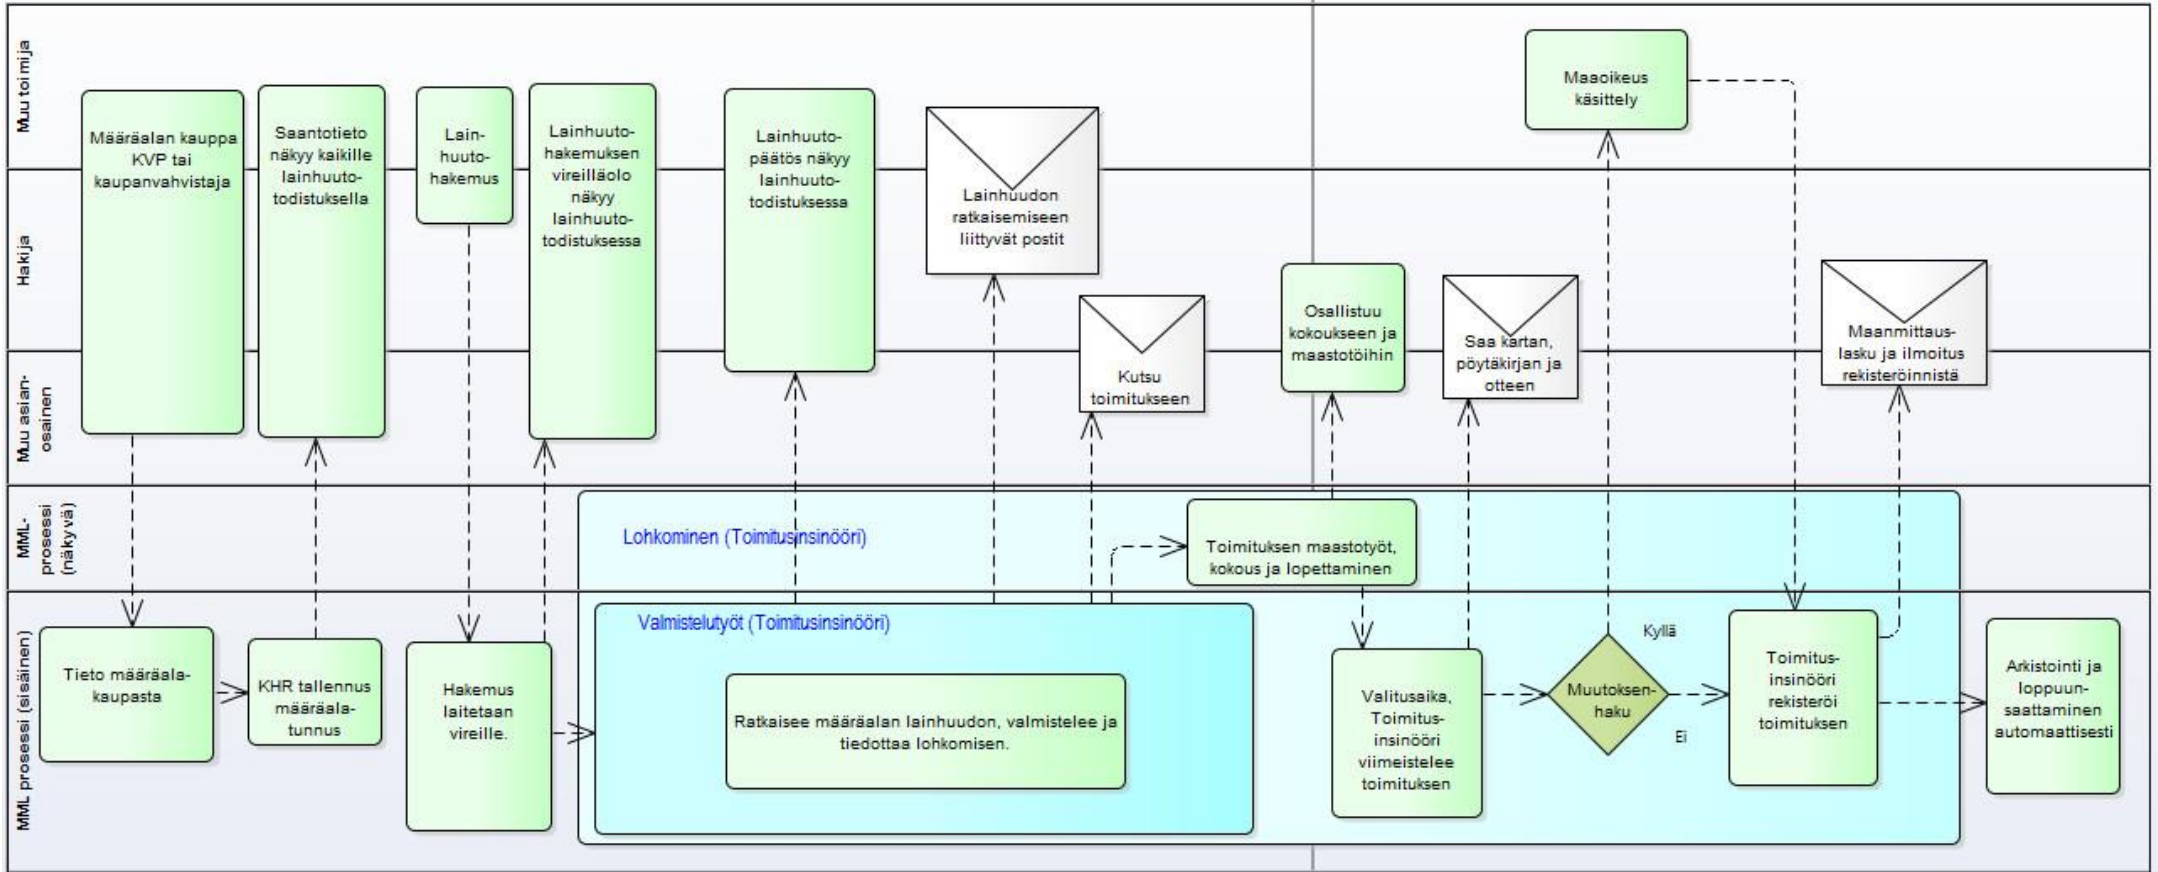 Muu toimija
Hakija
Muu asian-
osainen
MML-
prosessi
(näkyvä)
MML prosessi (sisäinen)
Määräalan kauppa
KVP tai
kaupanvahvistaja
Saantotieto
näkyy kaikille
lainhuuto-
todistuksella
Lain-
huuto-
hakemus
Lainhuuto-
hakemuksen
vireilläolo
näkyy
lainhuuto-
todistuksessa
Lainhuuto-
päätös näkyy
lainhuuto-
todistuksessa
Lainhuudon
ratkaisemiseen
liittyvät postit
Kutsu
toimitukseen
Osallistuu
kokoukseen ja
maastotöihin
Saa kartan,
pöytäkirjan ja
otteen
Maaoikeus
käsittely
Maanmittaus-
lasku ja ilmoitus
rekisteröinnistä
Lohkominen (Toimitusinsinööri)
Toimituksen maastotyöt,
kokous ja lopettaminen
Tieto määräala-
kaupasta
KHR tallennus
määräala-
tunnus
Hakemus
laitetaan
vireille.
Valmistelutyöt (Toimitusinsinööri)
Ratkaisee määräalan lainhuudon, valmistelee ja
tiedottaa lohkomisen.
Valitusaika,
Toimitus-
insinööri
viimeistelee
toimituksen
Muutoksen-
haku
Kyllä
Ei
Toimitus-
insinööri
rekisteröi
toimituksen
Arkistointi ja
loppuun-
saattaminen
automaattisesti